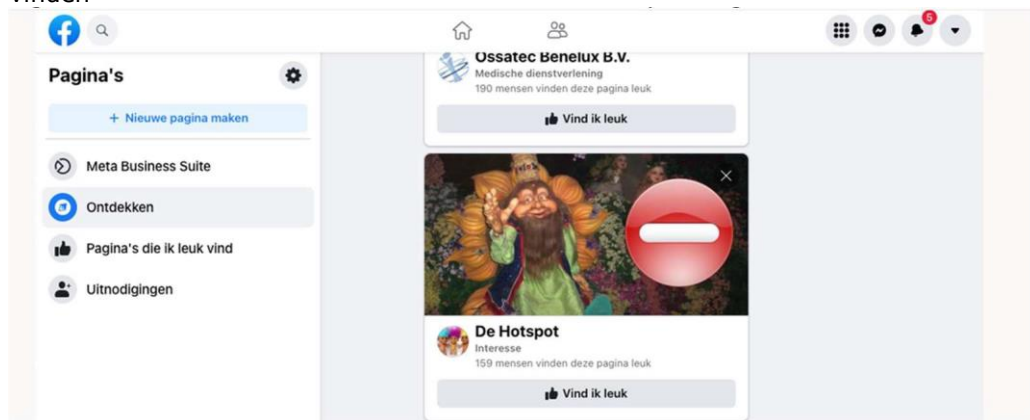 5
Pagina's
+ Nieuwe pagina maken
Meta Business Suite
Ontdekken
Pagina's die ik leuk vind
Uitnodigingen
Ossatec Benelux B.V.
Medische dienstverlening
190 mensen vinden deze pagina leuk
Vind ik leuk
De Hotspot
Interesse
159 mensen vinden deze pagina leuk
Vind ik leuk